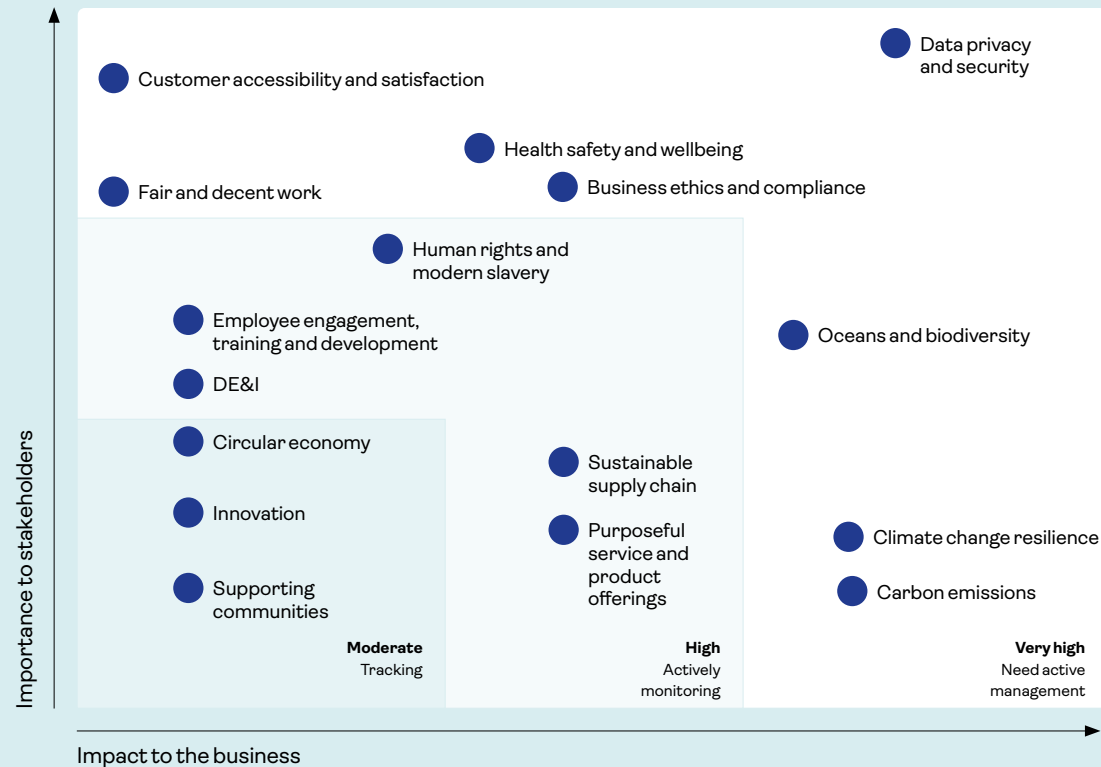 Importance to stakeholders
Data privacy
and security
Customer accessibility and satisfaction
Health safety and wellbeing
Business ethics and compliance
Fair and decent work
Human rights and
modern slavery
Employee engagement,
training and development
Oceans and biodiversity
DE&I
Circular economy
Sustainable
supply chain
Innovation
Purposeful
service and
product
offerings
Climate change resilience
Supporting
communities
Carbon emissions
Moderate
Tracking
High
Actively
monitoring
Very high
Need active
management
Impact to the business